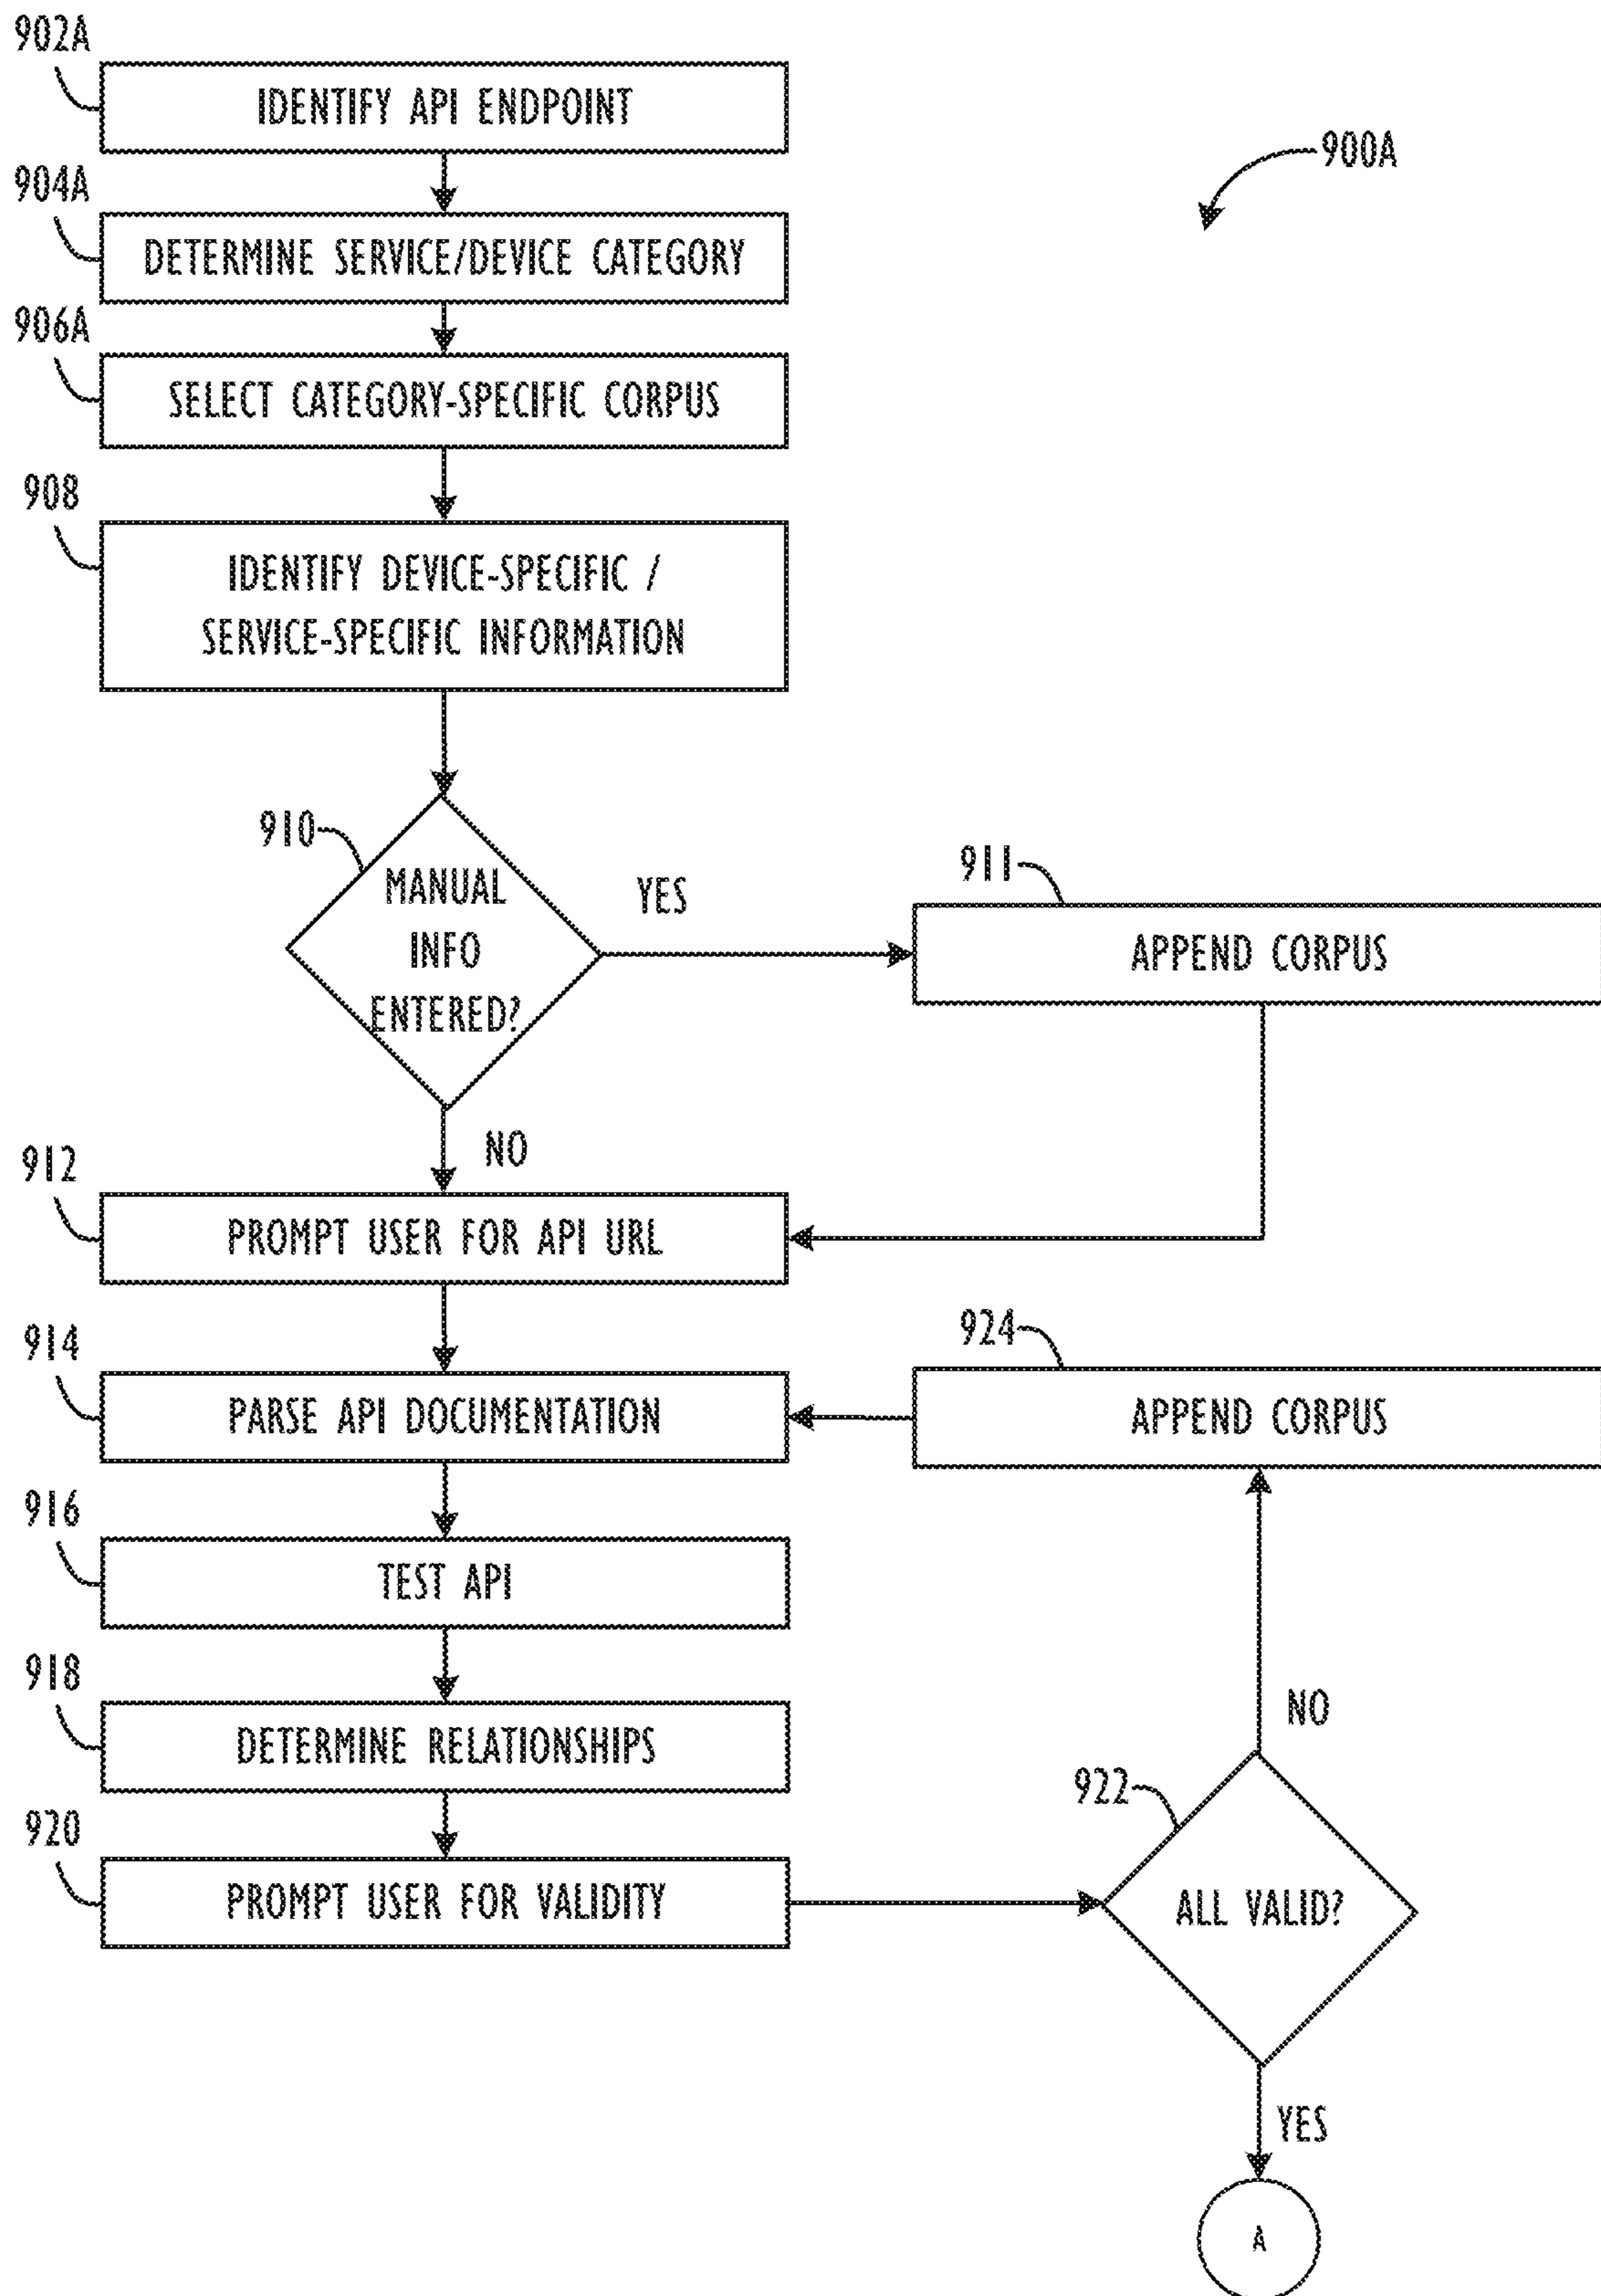 902A
IDENTIFY API ENDPOINT
900A
904A
DETERMINE SERVICE/DEVICE CATEGORY
906A
SELECT CATEGORY-SPECIFIC CORPUS
908
IDENTIFY DEVICE-SPECIFIC /
SERVICE-SPECIFIC INFORMATION
910
MANUAL
INFO
ENTERED?
YES
911
APPEND CORPUS
NO
912
PROMPT USER FOR API URL
914
PARSE API DOCUMENTATION
924
APPEND CORPUS
916
TEST API
918
DETERMINE RELATIONSHIPS
920
PROMPT USER FOR VALIDITY
NO
922
ALL VALID?
YES
A